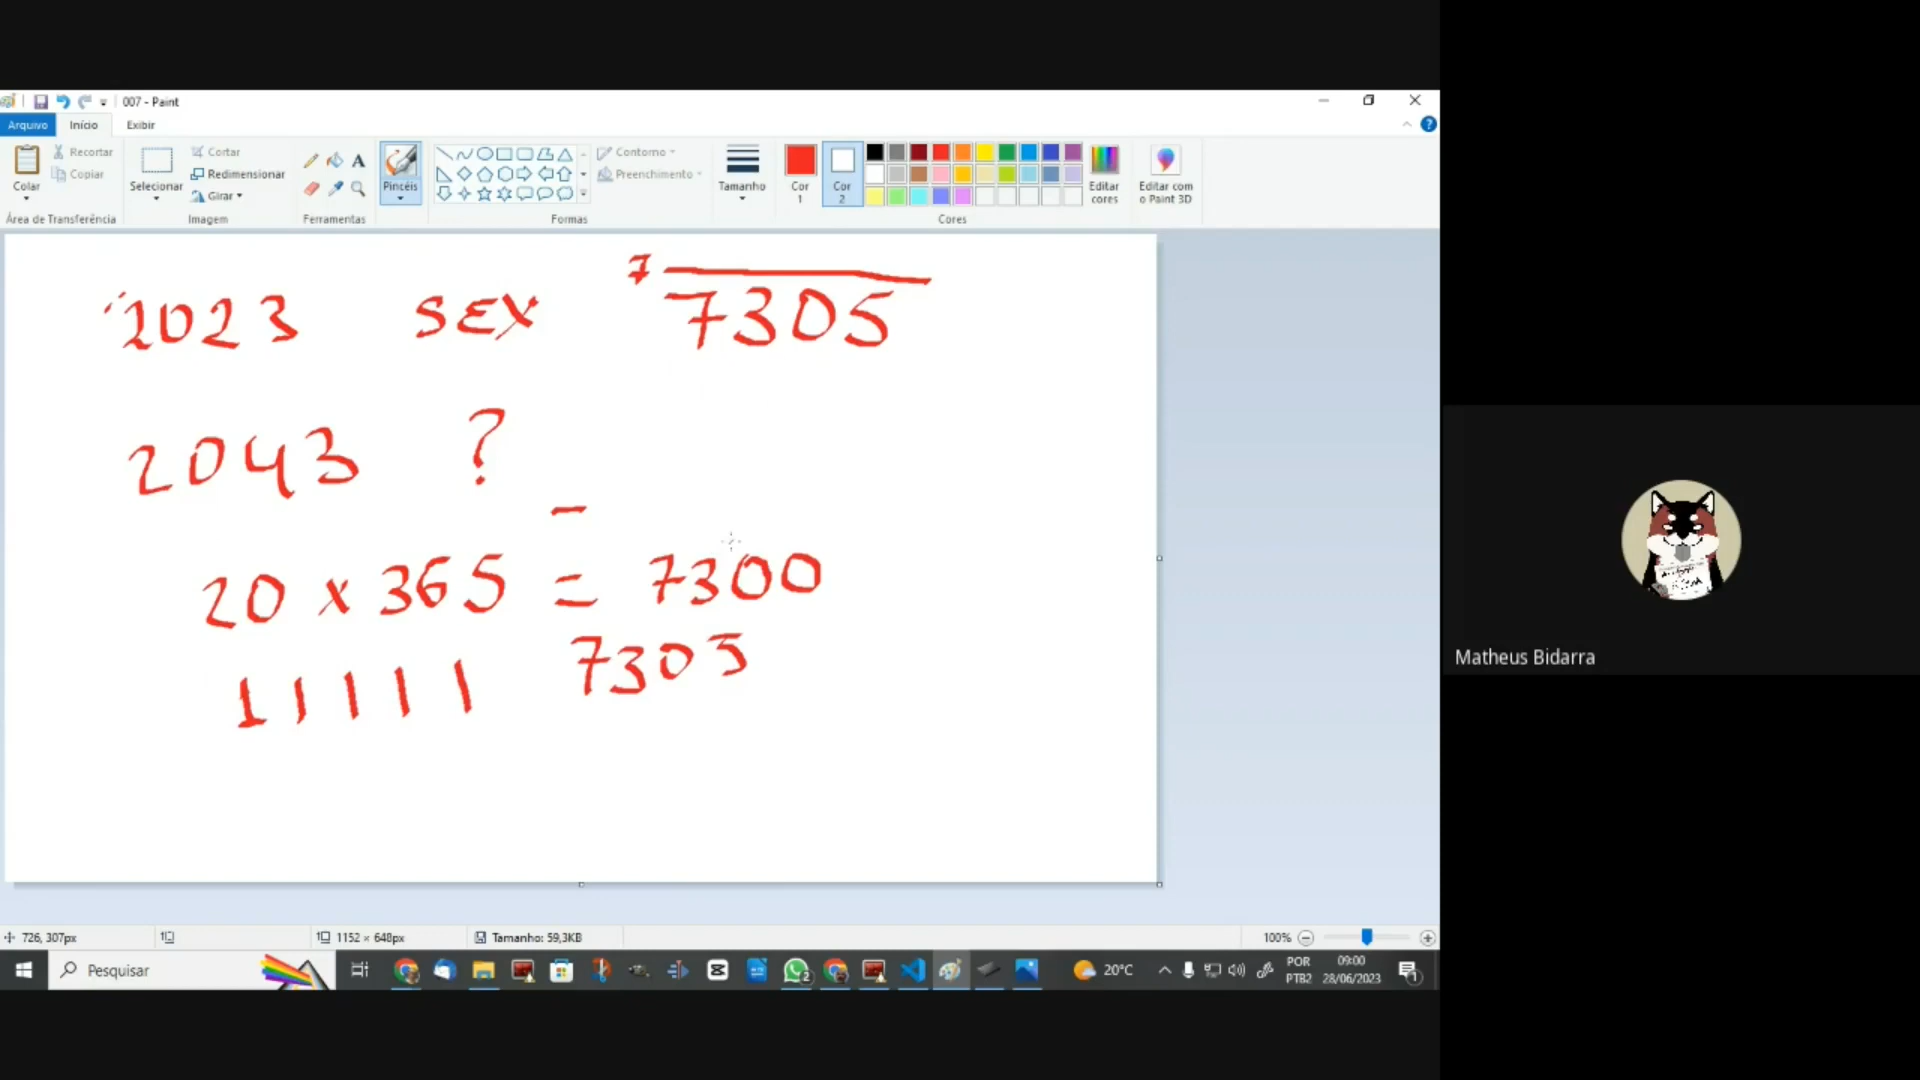 007 - Paint
Arquivo Início Exibir
Colar
Recortar
Copiar
Área de Transferência
Selecionar
Cortar
Redimensionar
Girar
Imagem
A
Ferramentas
Pincéis
Contorno
Preenchimento
Formas
Tamanho
Cor 1
Cor 2
Editar cores
Editar com o Paint 3D
Cores
2023 SEX 7 7305
2043 ?
20 x 365 = 7300
11111 7305
Matheus Bidarra
726, 307px
1152 × 648px
Tamanho: 59,3KB
100%
Pesquisar
2
20°C
POR
PTB2
09:00
28/06/2023
1